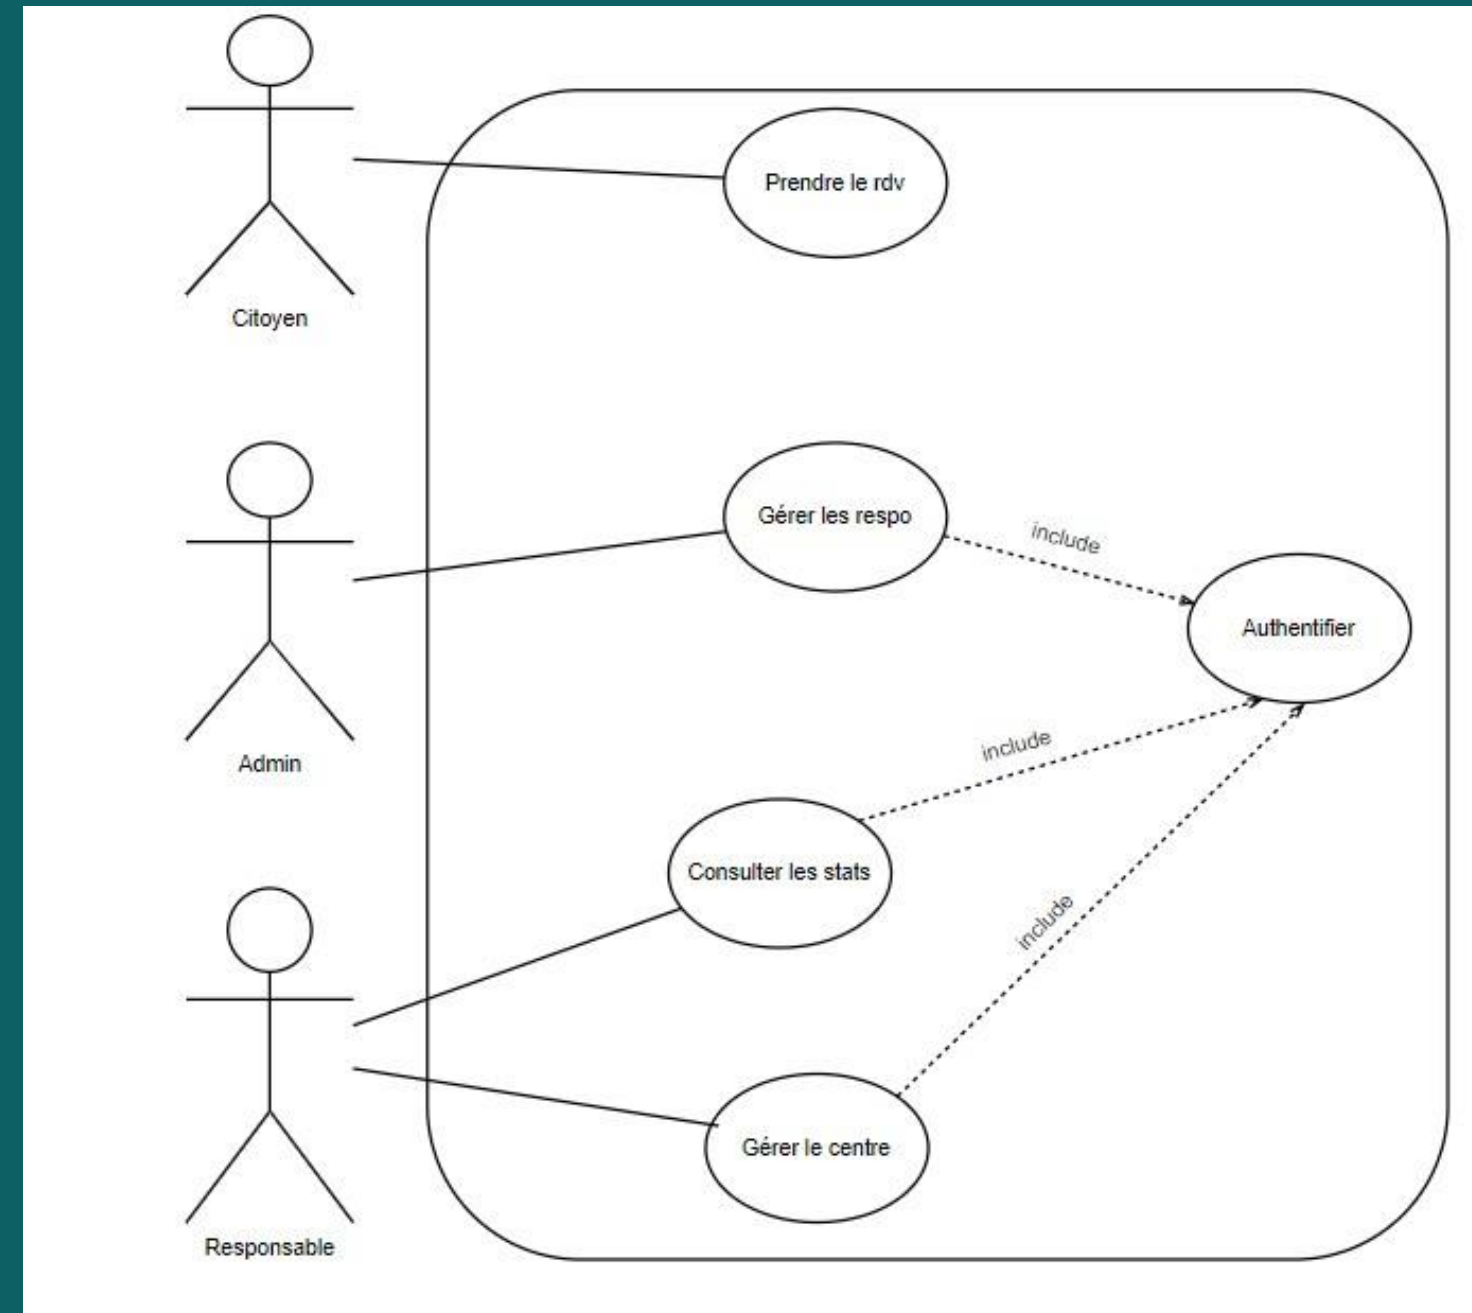 Prendre le rdv
Citoyen
Gérer les respo
include
Authentifier
Admin
include
Consulter les stats
include
Gérer le centre
Responsable